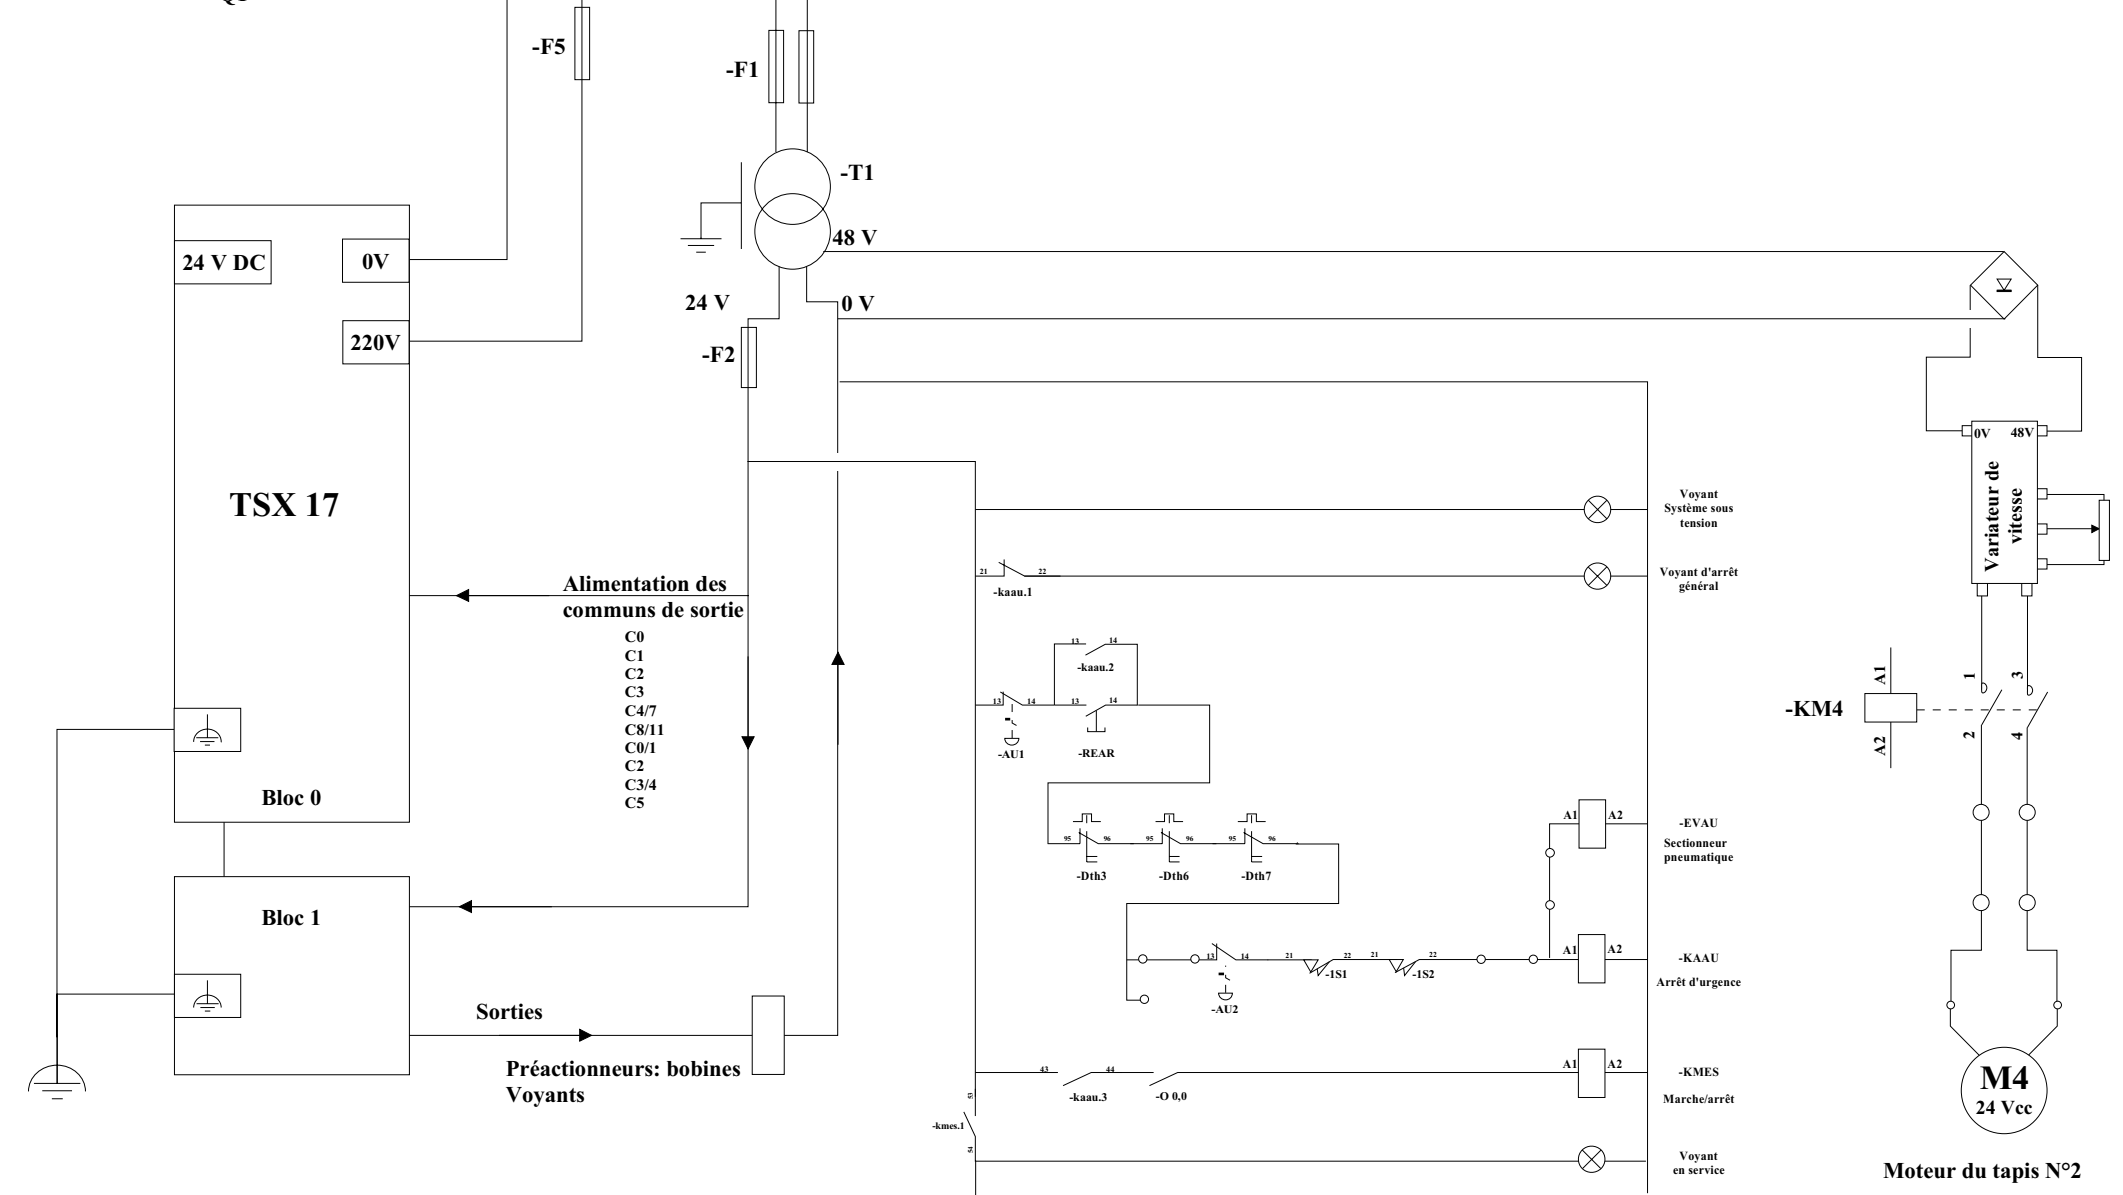 -F5
-F1
-T1
48 V
24 V DC
0V
24 V
0 V
220V
-F2
0V 48V
Variateur de
vitesse
TSX 17
Voyant
Système sous
tension
21 22
-kaau.1
Voyant d'arrêt
général
Alimentation des
communs de sortie
C0
C1
C2
C3
C4/7
C8/11
C0/1
C2
C3/4
C5
13 14
-kaau.2
13 14
-AU1
13 14
-REAR
A1
A2
-KM4
1
2
3
4
Bloc 0
95 96
-Dth3
95 96
-Dth6
95 96
-Dth7
A1 A2
-EVAU
Sectionneur
pneumatique
Bloc 1
13 14
-AU2
21 22
-1S1
21 22
-1S2
A1 A2
-KAAU
Arrêt d'urgence
Sorties
Préactionneurs: bobines
Voyants
43 44
-kaau.3
-O 0,0
A1 A2
-KMES
Marche/arrêt
53
-kmes.1
54
Voyant
en service
M4
24 Vcc
Moteur du tapis N°2